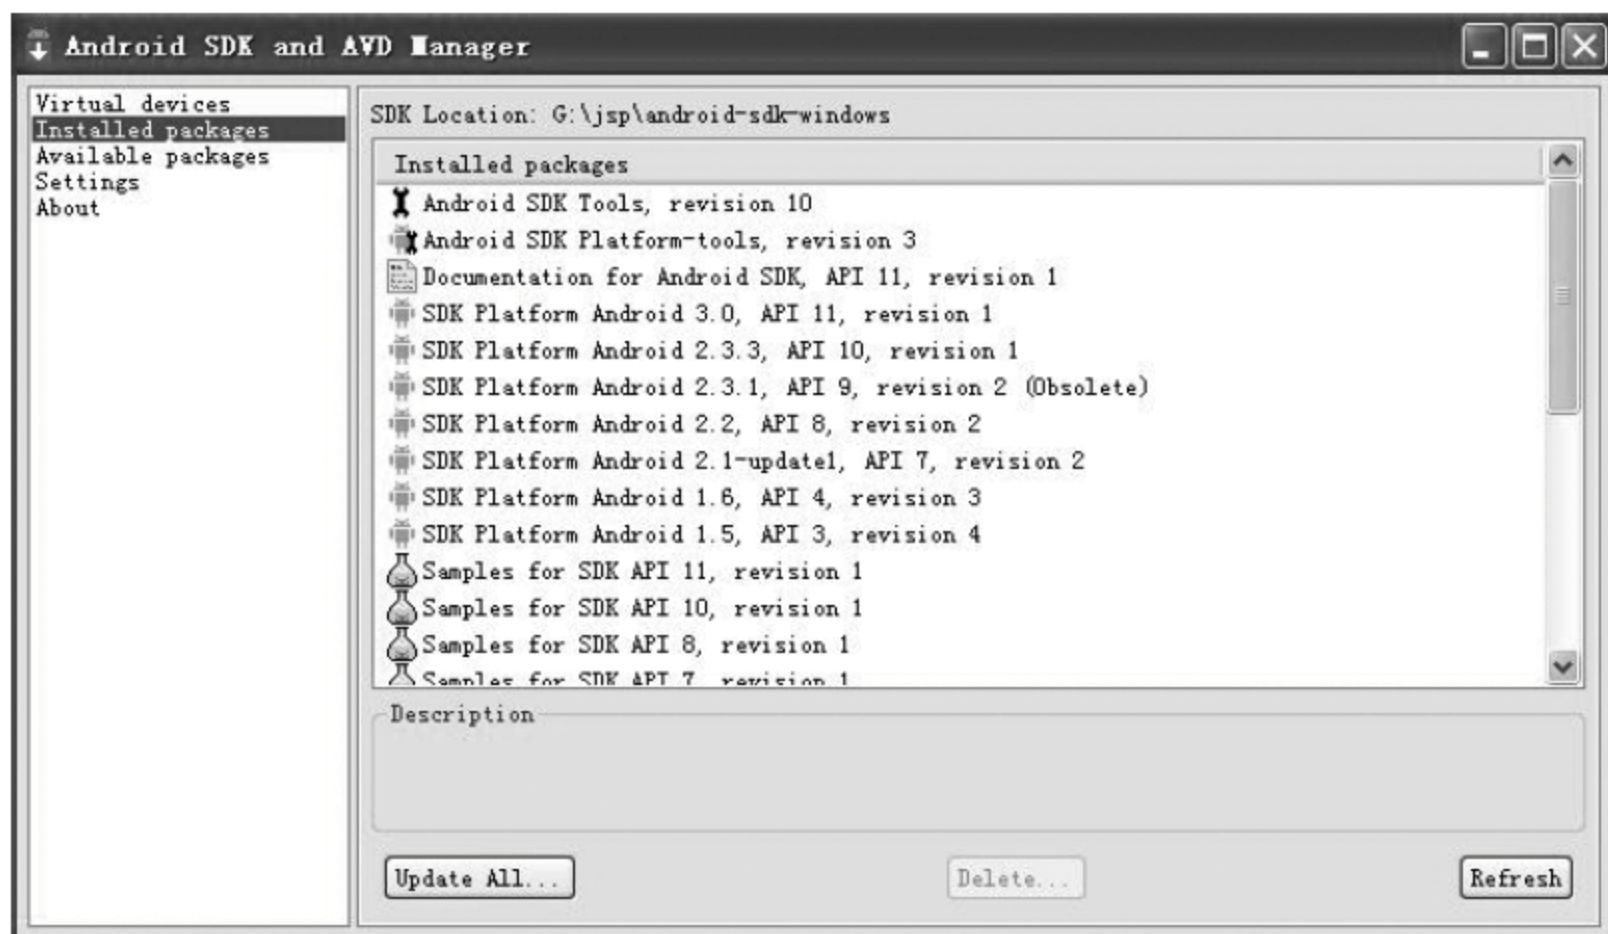 Android SDK and AVD Manager
Virtual devices
Installed packages
Available packages
Settings
About
SDK Location: G:\jsp\android-sdk-windows
Installed packages
Android SDK Tools, revision 10
Android SDK Platform-tools, revision 3
Documentation for Android SDK, API 11, revision 1
SDK Platform Android 3.0, API 11, revision 1
SDK Platform Android 2.3.3, API 10, revision 1
SDK Platform Android 2.3.1, API 9, revision 2 (Obsolete)
SDK Platform Android 2.2, API 8, revision 2
SDK Platform Android 2.1-update1, API 7, revision 2
SDK Platform Android 1.6, API 4, revision 3
SDK Platform Android 1.5, API 3, revision 4
Samples for SDK API 11, revision 1
Samples for SDK API 10, revision 1
Samples for SDK API 8, revision 1
Samples for SDK API 7, revision 1
Description
Update All...
Delete...
Refresh